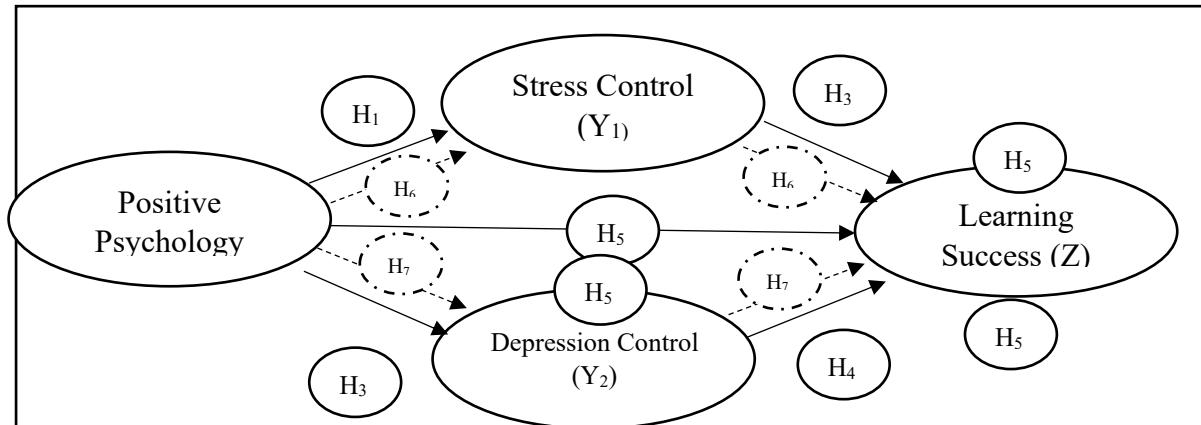 Stress Control
(Y₁)
H₁
H₃
H₆
H₆
H₅
Positive
Psychology
Learning
Success (Z)
H₅
H₇
H₇
H₅
Depression Control
(Y₂)
H₃
H₄
H₅